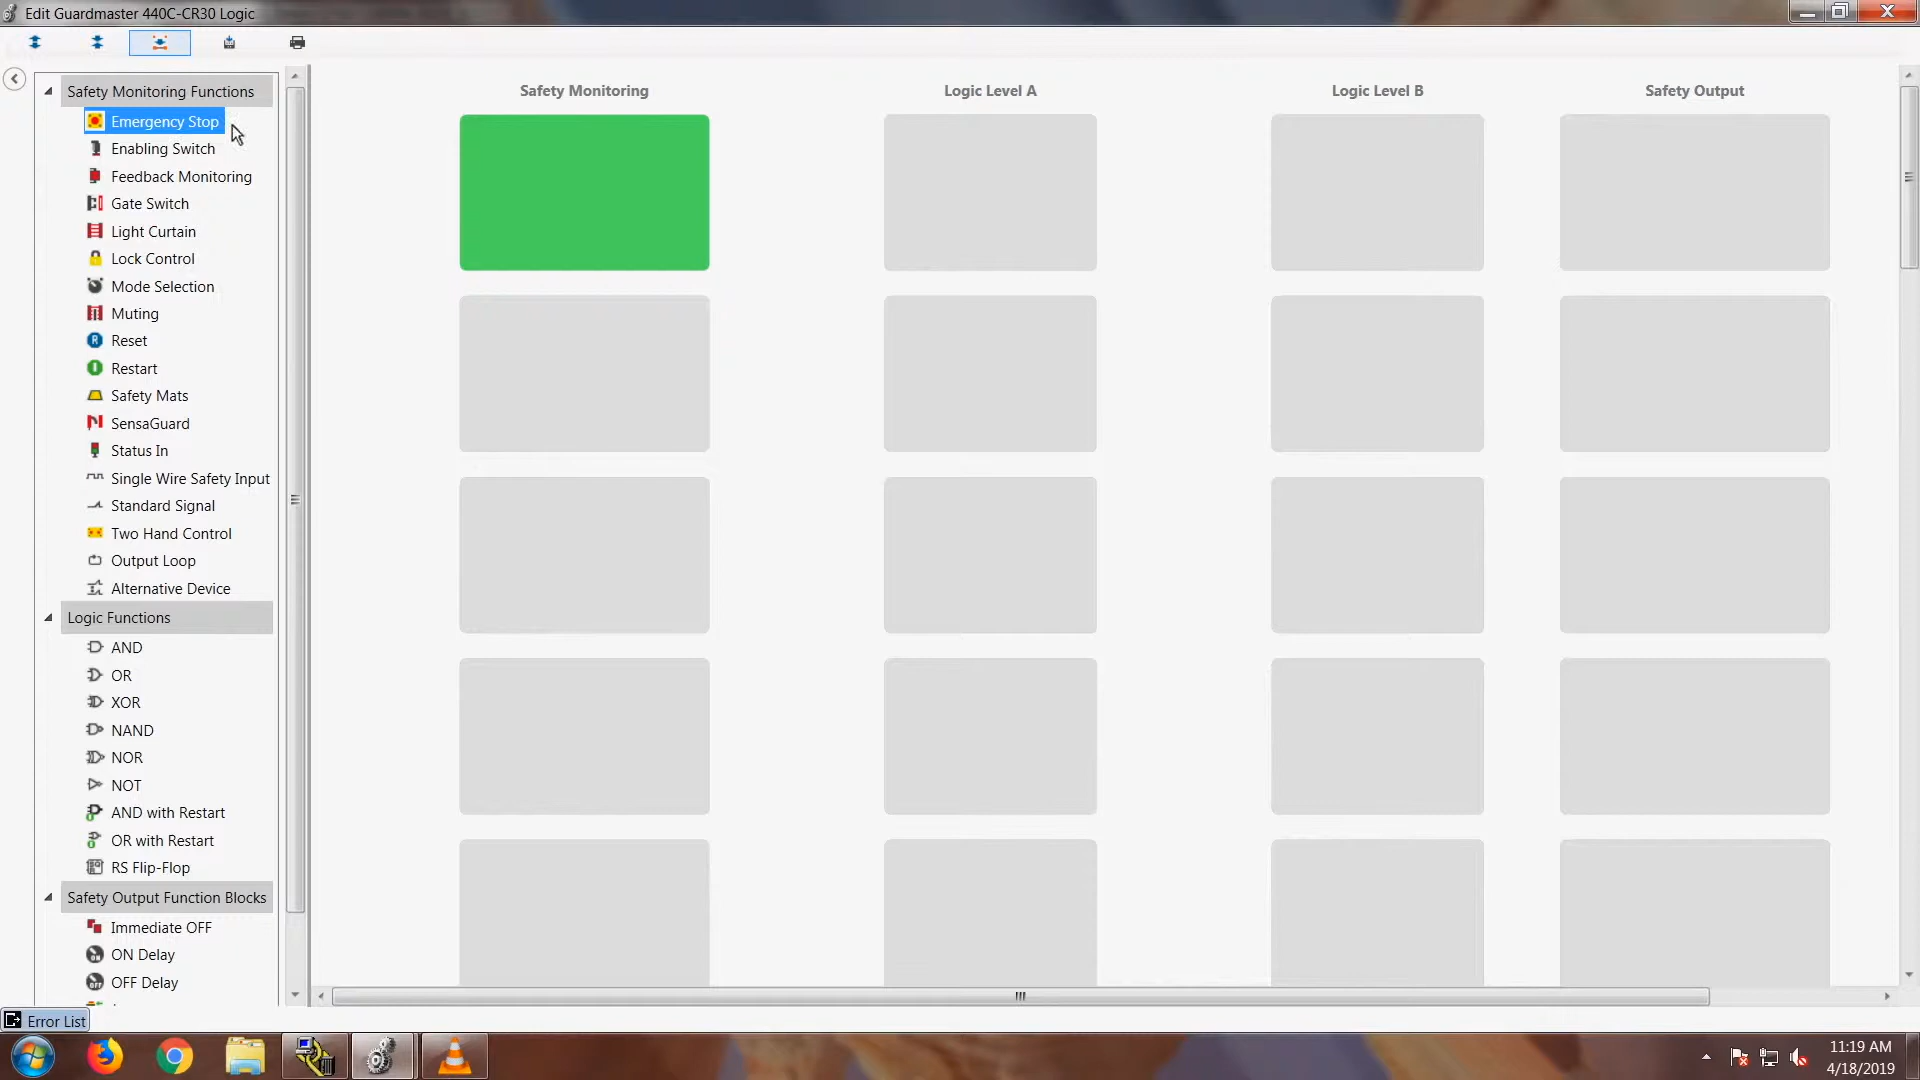 Edit Guardmaster 440C-CR30 Logic
Safety Monitoring Functions
Emergency Stop
Enabling Switch
Feedback Monitoring
Gate Switch
Light Curtain
Lock Control
Mode Selection
Muting
Reset
Restart
Safety Mats
SensaGuard
Status In
Single Wire Safety Input
Standard Signal
Two Hand Control
Output Loop
Alternative Device
Logic Functions
AND
OR
XOR
NAND
NOR
NOT
AND with Restart
OR with Restart
RS Flip-Flop
Safety Output Function Blocks
Immediate OFF
ON Delay
OFF Delay
Safety Monitoring
Logic Level A
Logic Level B
Safety Output
Error List
11:19 AM
4/18/2019